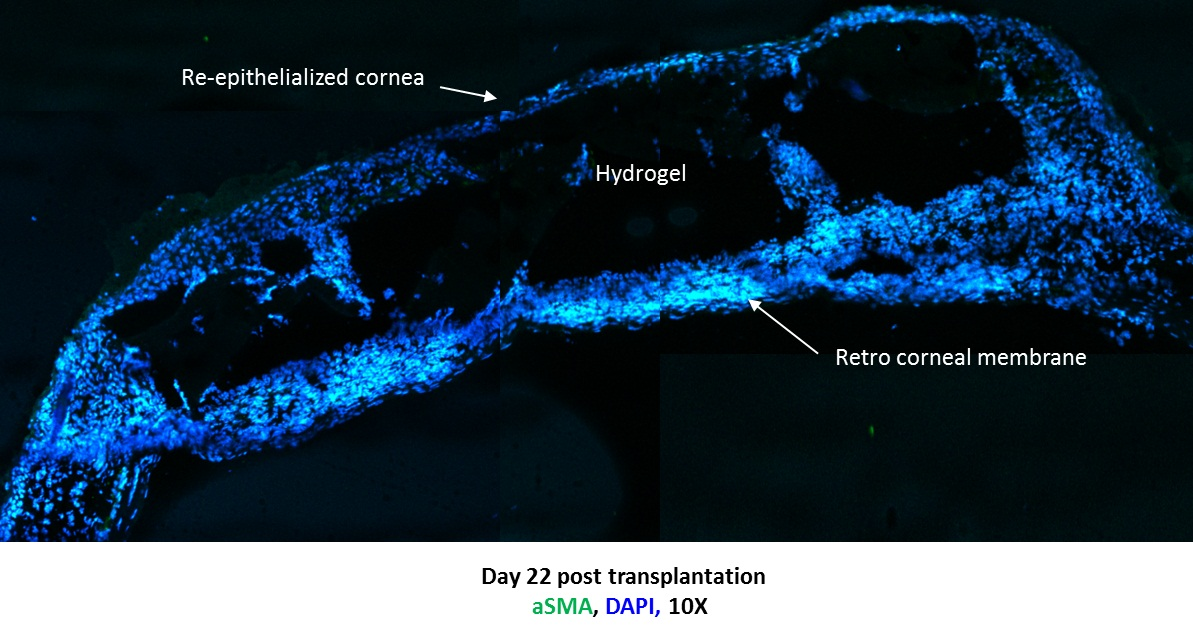 Re-epithelialized cornea
Hydrogel
Retro corneal membrane
Day 22 post transplantation
aSMA, DAPI, 10X